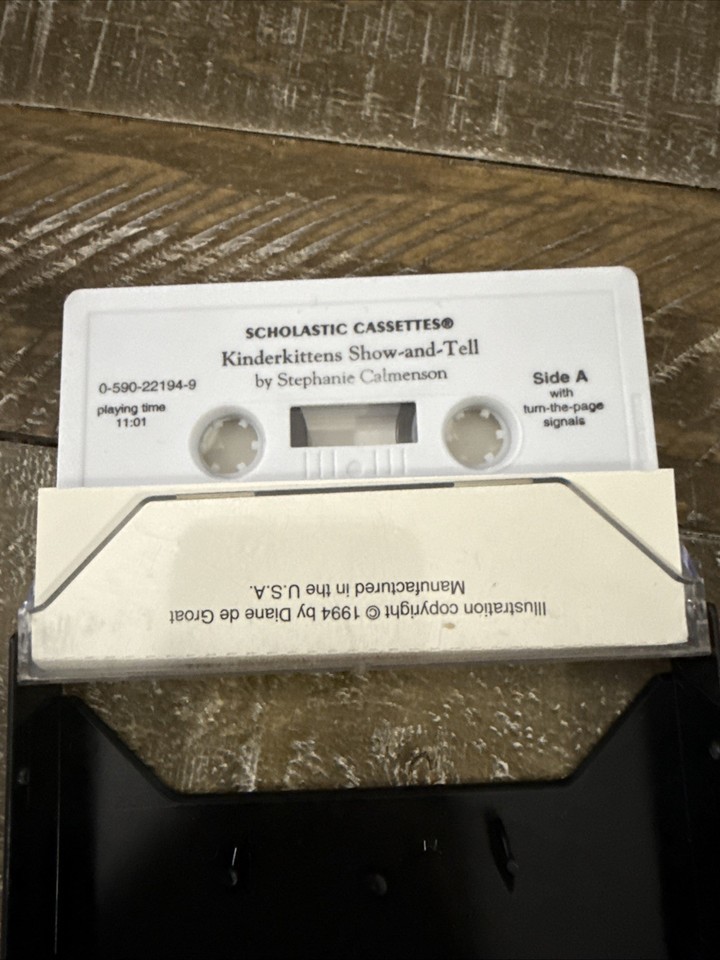 SCHOLASTIC CASSETTES®
Kinderkittens Show-and-Tell
by Stephanie Calmenson
0-590-22194-9
playing time
11:01
Side A
with
turn-the-page
signals
Illustration copyright © 1994 by Diane de Groat
Manufactured in the U.S.A.